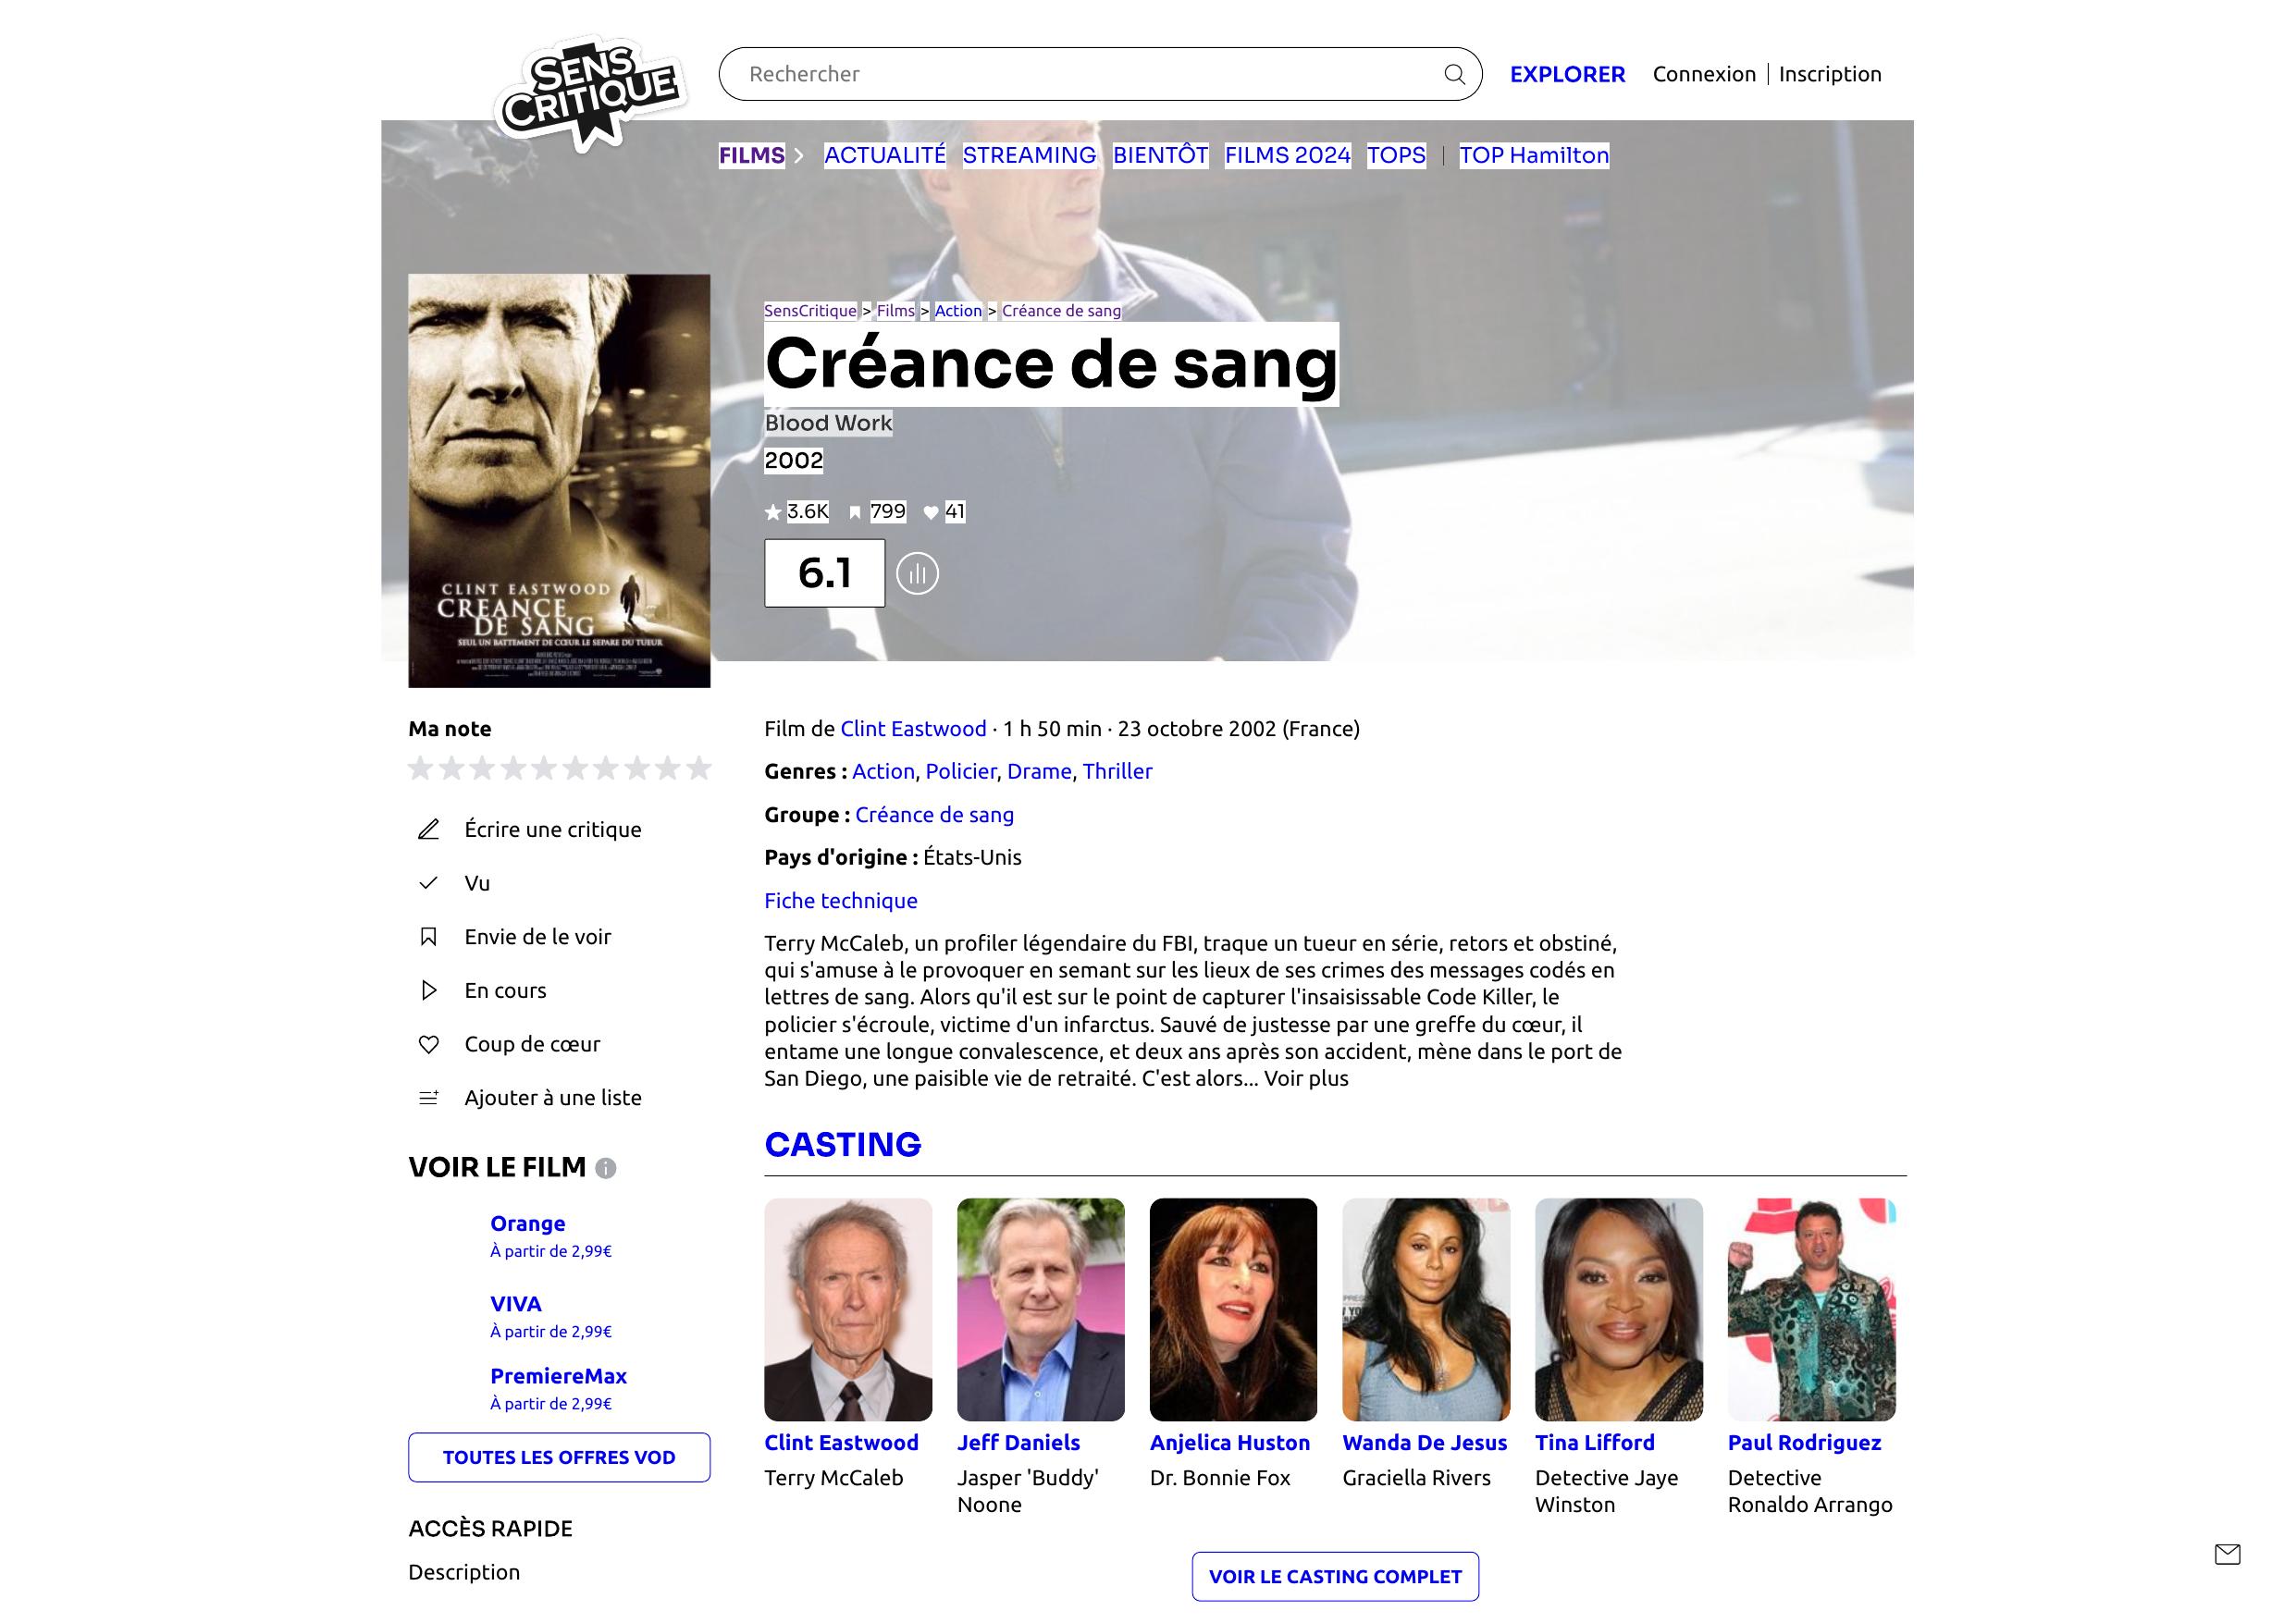 SENS
CRITIQUE
Rechercher
EXPLORER
Connexion
Inscription
FILMS
ACTUALITÉ
STREAMING
BIENTÔT
FILMS 2024
TOPS
TOP Hamilton
SensCritique > Films > Action > Créance de sang
Créance de sang
Blood Work
2002
3.6K
799
41
6.1
CLINT EASTWOOD
CREANCE
DE SANG
SEUL UN BATTEMENT DE CŒUR LE SEPARE DU TUEUR
Ma note
Écrire une critique
Vu
Envie de le voir
En cours
Coup de cœur
Ajouter à une liste
VOIR LE FILM
Orange
À partir de 2,99€
VIVA
À partir de 2,99€
PremiereMax
À partir de 2,99€
TOUTES LES OFFRES VOD
ACCÈS RAPIDE
Description
Film de Clint Eastwood · 1 h 50 min · 23 octobre 2002 (France)
Genres : Action, Policier, Drame, Thriller
Groupe : Créance de sang
Pays d'origine : États-Unis
Fiche technique
Terry McCaleb, un profiler légendaire du FBI, traque un tueur en série, retors et obstiné,
qui s'amuse à le provoquer en semant sur les lieux de ses crimes des messages codés en
lettres de sang. Alors qu'il est sur le point de capturer l'insaisissable Code Killer, le
policier s'écroule, victime d'un infarctus. Sauvé de justesse par une greffe du cœur, il
entame une longue convalescence, et deux ans après son accident, mène dans le port de
San Diego, une paisible vie de retraité. C'est alors... Voir plus
CASTING
Clint Eastwood
Terry McCaleb
Jeff Daniels
Jasper 'Buddy'
Noone
Anjelica Huston
Dr. Bonnie Fox
Wanda De Jesus
Graciella Rivers
Tina Lifford
Detective Jaye
Winston
Paul Rodriguez
Detective
Ronaldo Arrango
VOIR LE CASTING COMPLET